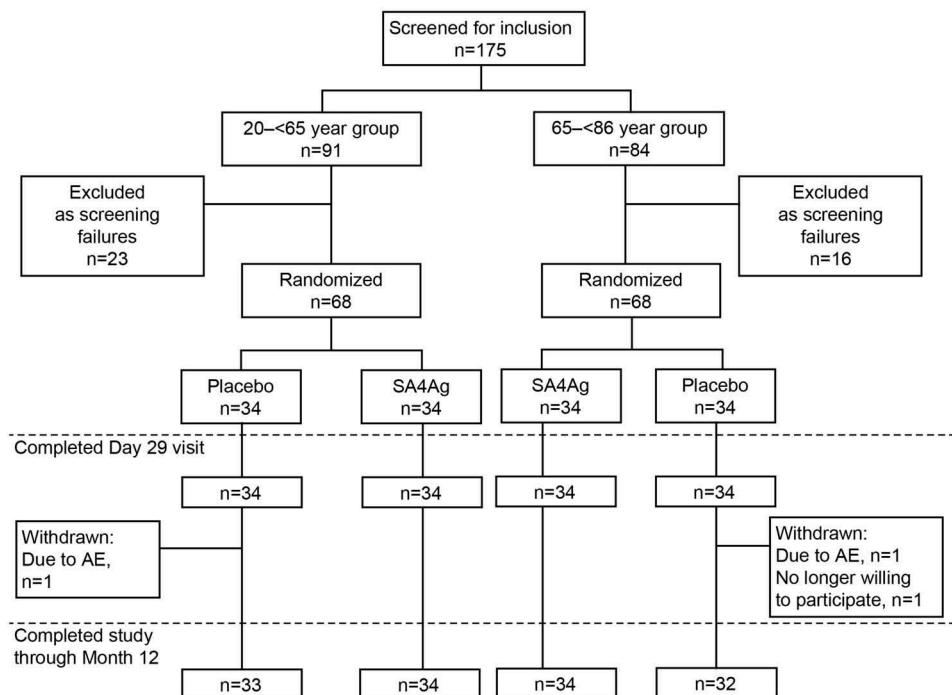 Screened for inclusion
n=175
20–<65 year group
n=91
65–<86 year group
n=84
Excluded
as screening
failures
n=23
Excluded
as screening
failures
n=16
Randomized
n=68
Randomized
n=68
Placebo
n=34
SA4Ag
n=34
SA4Ag
n=34
Placebo
n=34
Completed Day 29 visit
n=34
n=34
n=34
n=34
Withdrawn:
Due to AE,
n=1
Withdrawn:
Due to AE, n=1
No longer willing
to participate, n=1
Completed study
through Month 12
n=33
n=34
n=34
n=32